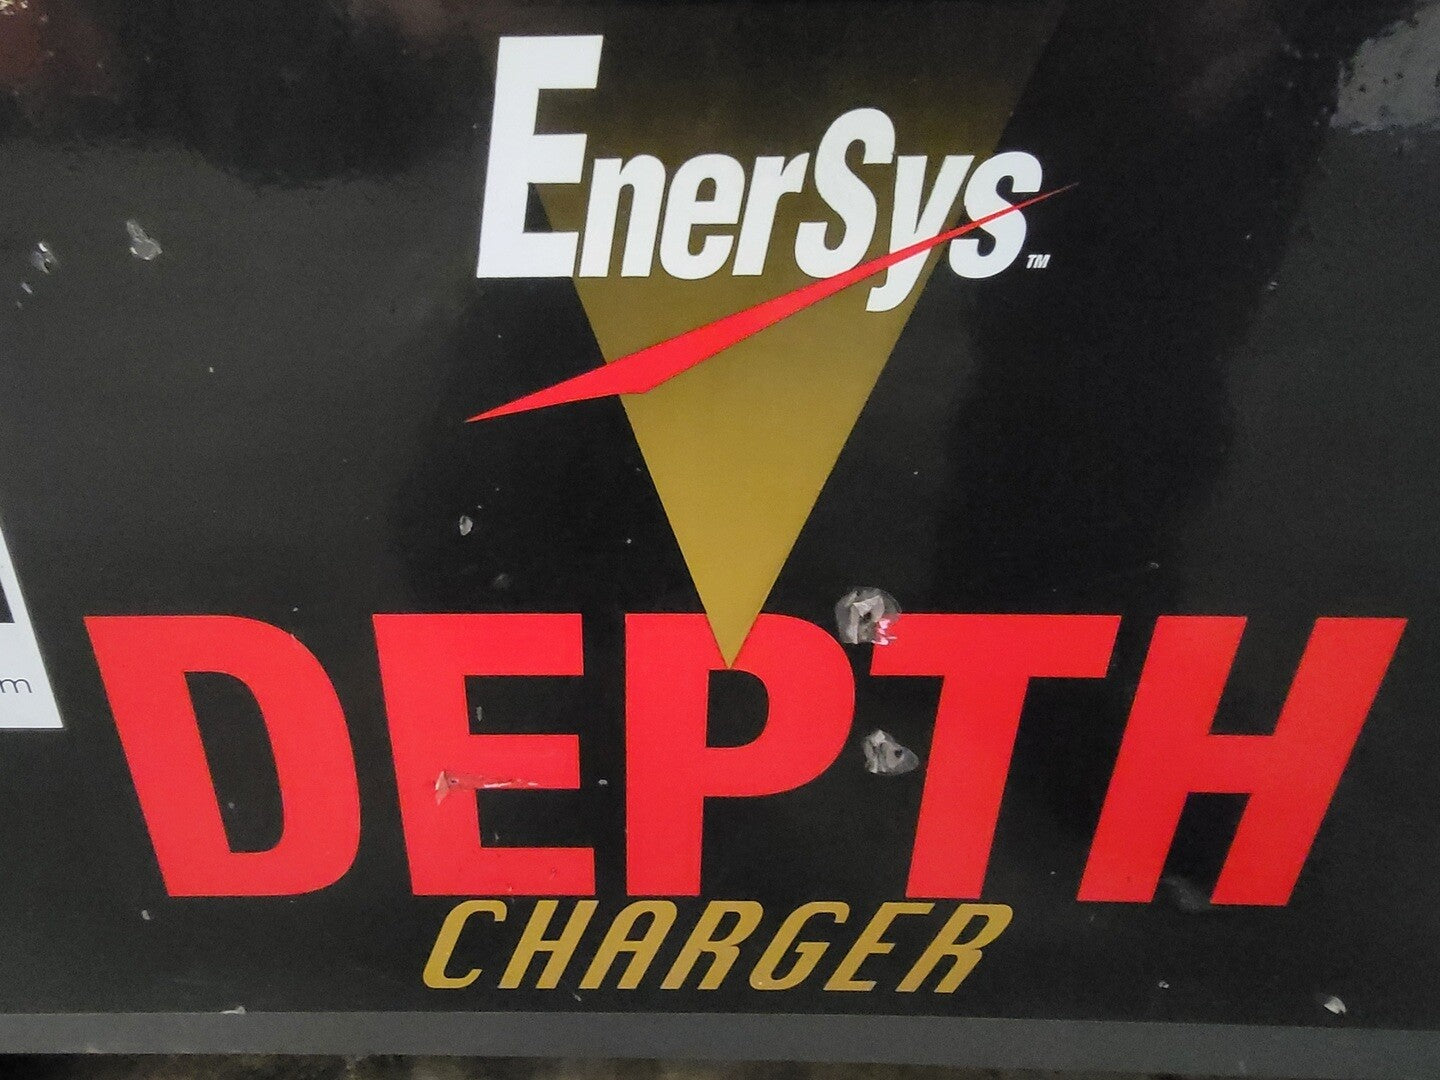 EnerSys™
DEPTH
CHARGER
m